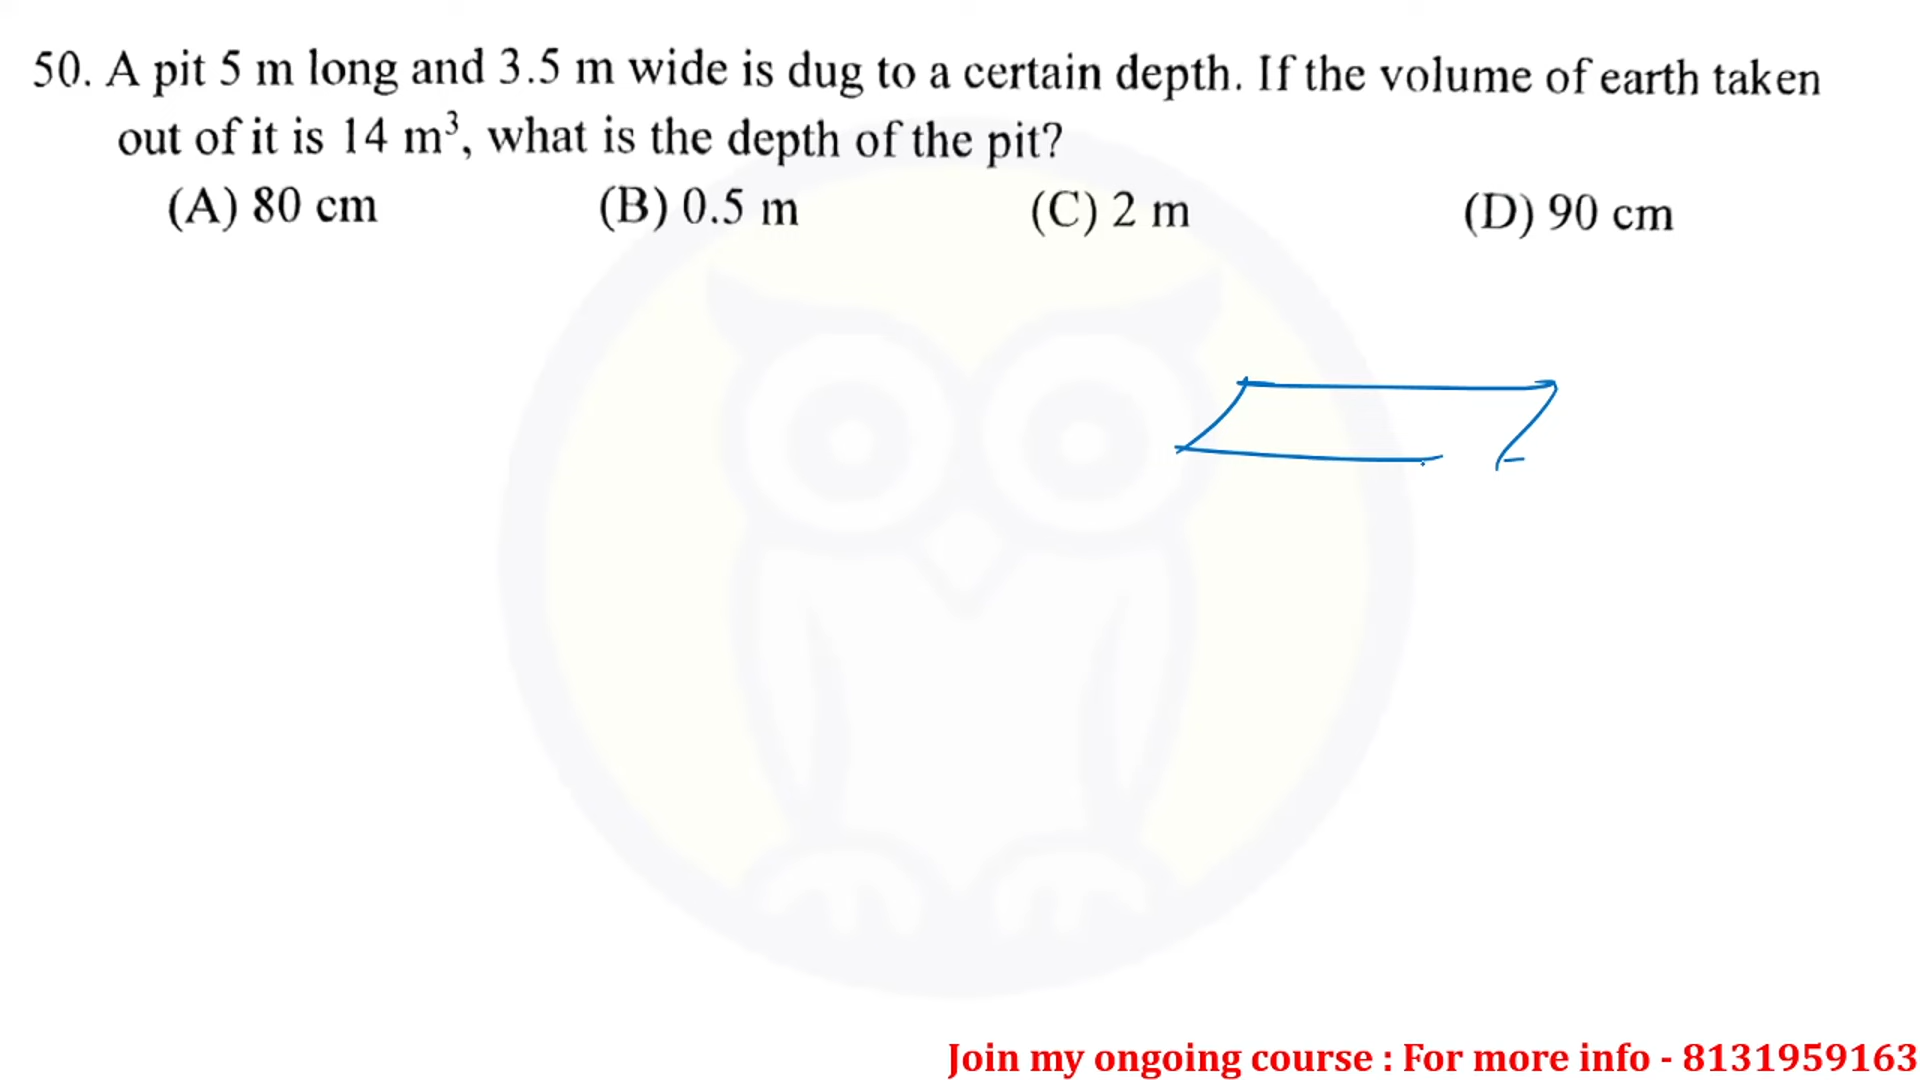 50. A pit 5 m long and 3.5 m wide is dug to a certain depth. If the volume of earth taken
out of it is 14 m³, what is the depth of the pit?
(A) 80 cm (B) 0.5 m (C) 2 m (D) 90 cm
Join my ongoing course : For more info - 8131959163